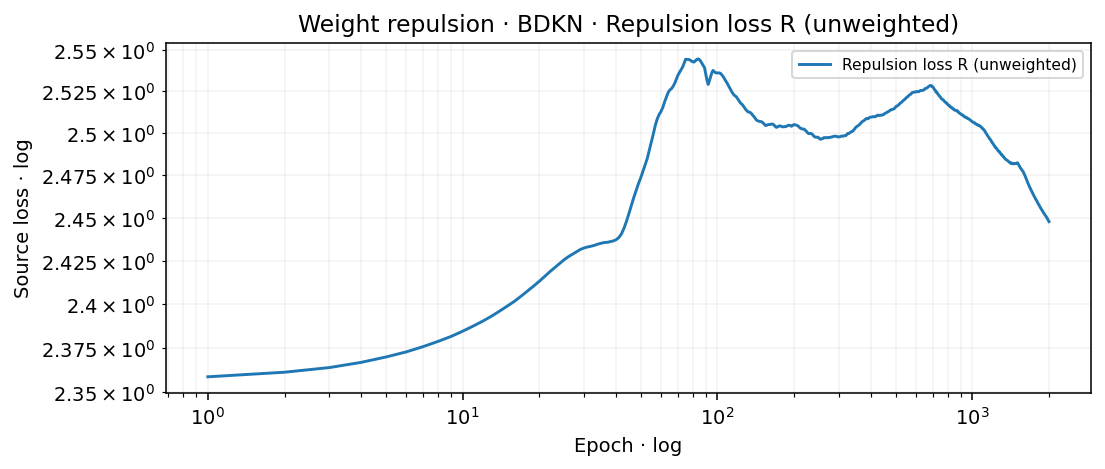 Weight repulsion · BDKN · Repulsion loss R (unweighted)
Repulsion loss R (unweighted)
Source loss · log
2.55 × 10⁰
2.525 × 10⁰
2.5 × 10⁰
2.475 × 10⁰
2.45 × 10⁰
2.425 × 10⁰
2.4 × 10⁰
2.375 × 10⁰
2.35 × 10⁰
10⁰ 10¹ 10² 10³
Epoch · log